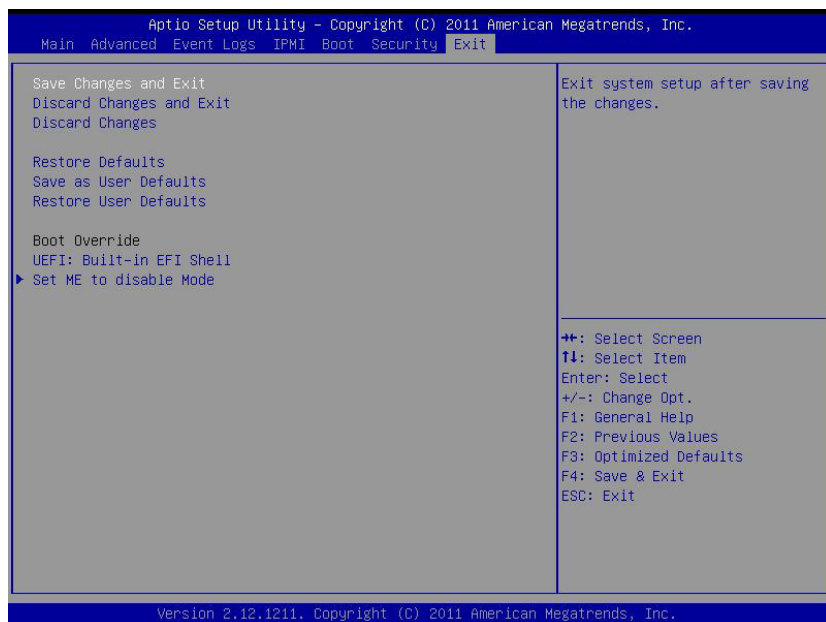 Aptio Setup Utility – Copyright (C) 2011 American Megatrends, Inc.
Main Advanced Event Logs IPMI Boot Security Exit
Save Changes and Exit
Discard Changes and Exit
Discard Changes
Restore Defaults
Save as User Defaults
Restore User Defaults
Boot Override
UEFI: Built-in EFI Shell
Set ME to disable Mode
Exit system setup after saving
the changes.
→←: Select Screen
↑↓: Select Item
Enter: Select
+/-: Change Opt.
F1: General Help
F2: Previous Values
F3: Optimized Defaults
F4: Save & Exit
ESC: Exit
Version 2.12.1211. Copyright (C) 2011 American Megatrends, Inc.